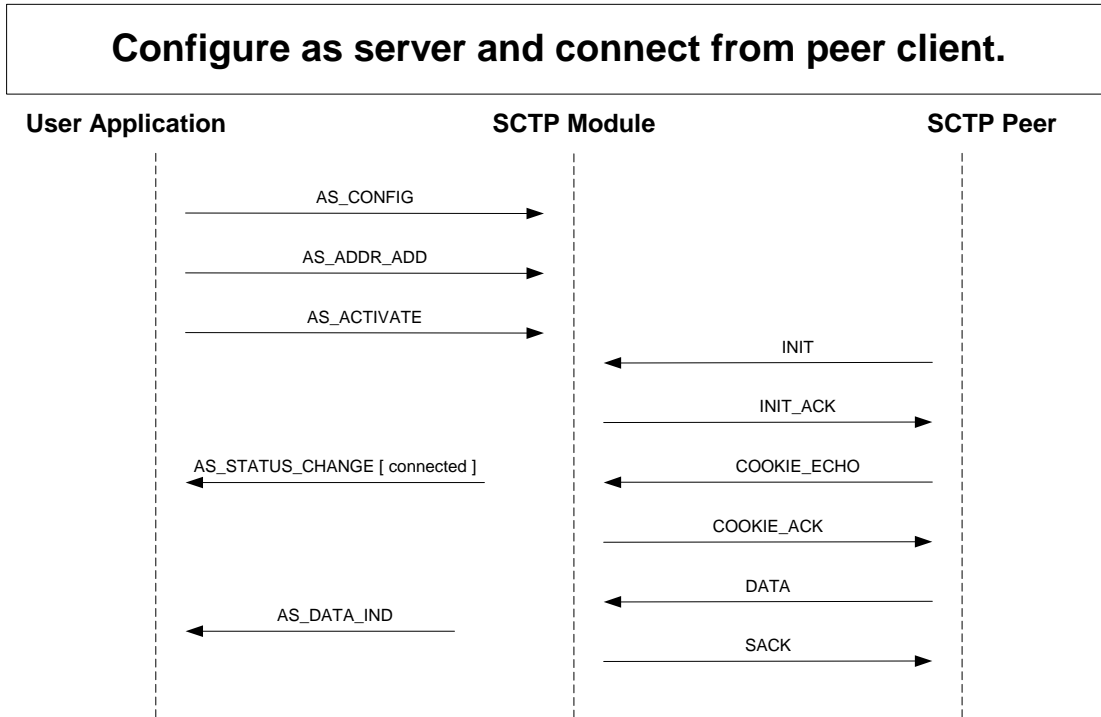 Configure as server and connect from peer client.
User Application SCTP Module SCTP Peer
AS_CONFIG
AS_ADDR_ADD
AS_ACTIVATE
INIT
INIT_ACK
AS_STATUS_CHANGE [ connected ] COOKIE_ECHO
COOKIE_ACK
DATA
AS_DATA_IND
SACK